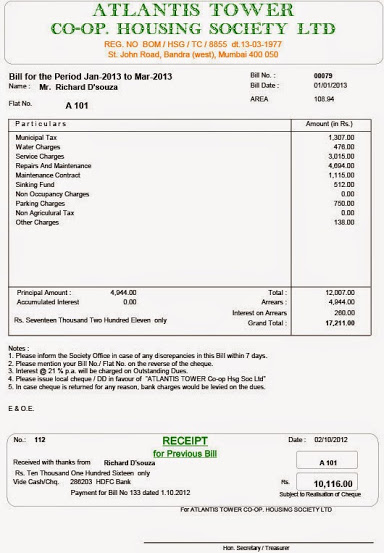 ATLANTIS TOWER
CO-OP. HOUSING SOCIETY LTD
REG. NO BOM / HSG / TC / 8855 dt.13-03-1977
St. John Road, Bandra (west), Mumbai 400 050
Bill for the Period Jan-2013 to Mar-2013 Bill No. : 00079
Name : Mr. Richard D'souza Bill Date : 01/01/2013
Flat No. A 101 AREA 108.94
Particulars Amount (in Rs.)
Municipal Tax 1,307.00
Water Charges 476.00
Service Charges 3,015.00
Repairs And Maintenance 4,694.00
Maintenance Contract 1,115.00
Sinking Fund 512.00
Non Occupancy Charges 0.00
Parking Charges 750.00
Non Agricultural Tax 0.00
Other Charges 138.00
Principal Amount : 4,944.00 Total : 12,007.00
Accumulated Interest 0.00 Arrears : 4,944.00
Interest on Arrears 260.00
Rs. Seventeen Thousand Two Hundred Eleven only Grand Total : 17,211.00
Notes :
1. Please inform the Society Office in case of any discrepancies in this Bill within 7 days.
2. Please mention your Bill No./ Flat No. on the reverse of the cheque.
3. Interest @ 21 % p.a. will be charged on Outstanding Dues.
4. Please issue local cheque / DD in favour of "ATLANTIS TOWER Co-op Hsg Soc Ltd"
5. In case cheque is returned for any reason, bank charges would be levied on the dues.
E & O.E.
No.: 112 RECEIPT Date : 02/10/2012
for Previous Bill
Received with thanks from Richard D'souza A 101
Rs. Ten Thousand One Hundred Sixteen only
Vide Cash/Chq. 286203 HDFC Bank Rs. 10,116.00
Payment for Bill No 133 dated 1.10.2012 Subject to Realisation of Cheque
For ATLANTIS TOWER CO-OP. HOUSING SOCIETY LTD
Hon. Secretary / Treasurer